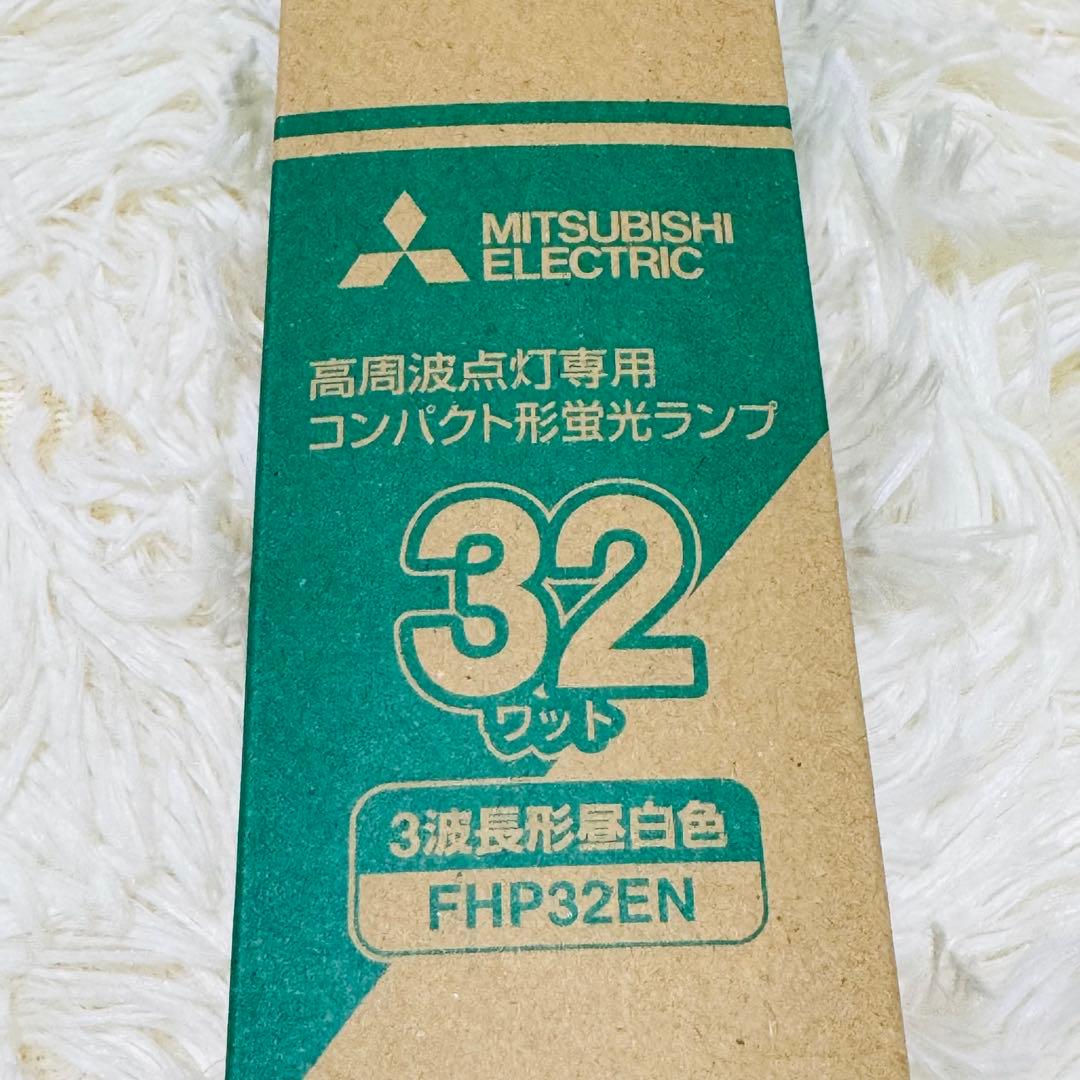 MITSUBISHI
ELECTRIC
高周波点灯専用
コンパクト形蛍光ランプ
32
ワット
3波長形昼白色
FHP32EN